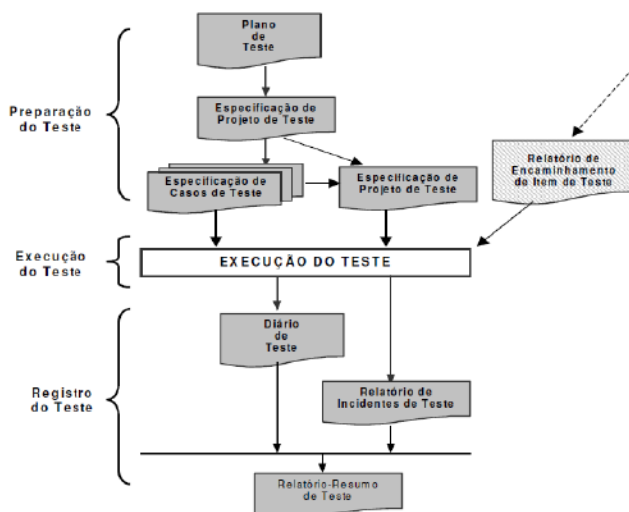 Plano
de
Teste
Preparação
do Teste
Especificação de
Projeto de Teste
Especificação de
Casos de Teste
Especificação de
Projeto de Teste
Relatório de
Encaminhamento
de Item de Teste
Execução
do Teste
EXECUÇÃO DO TESTE
Diário
de
Teste
Registro
do Teste
Relatório de
Incidentes de Teste
Relatório-Resumo
de Teste